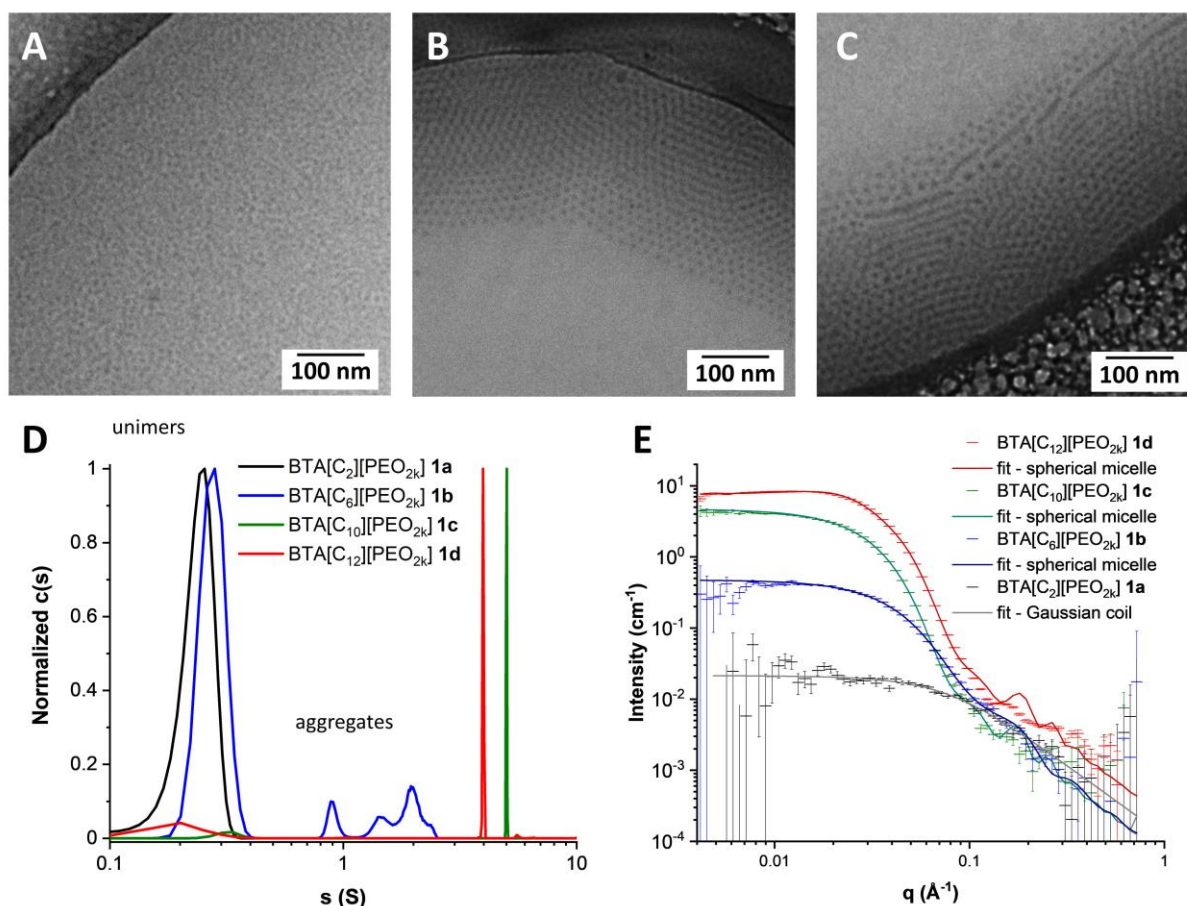 A
B
C
100 nm
100 nm
100 nm
D
unimers
BTA[C₂][PEO₂ₖ] 1a
BTA[C₆][PEO₂ₖ] 1b
BTA[C₁₀][PEO₂ₖ] 1c
BTA[C₁₂][PEO₂ₖ] 1d
aggregates
Normalized c(s)
1
0.8
0.6
0.4
0.2
0
0.1
1
10
s (S)
E
BTA[C₁₂][PEO₂ₖ] 1d
fit - spherical micelle
BTA[C₁₀][PEO₂ₖ] 1c
fit - spherical micelle
BTA[C₆][PEO₂ₖ] 1b
fit - spherical micelle
BTA[C₂][PEO₂ₖ] 1a
fit - Gaussian coil
Intensity (cm⁻¹)
10¹
10⁰
10⁻¹
10⁻²
10⁻³
10⁻⁴
0.01
0.1
1
q (Å⁻¹)